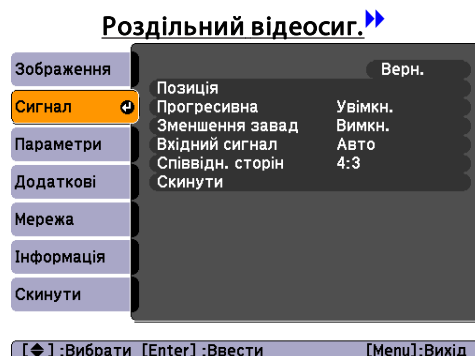 Роздільний відеосиг.
Зображення
Сигнал
Параметри
Додаткові
Мережа
Інформація
Скинути
Верн.
Позиція
Прогресивна Увімкн.
Зменшення завад Вимкн.
Вхідний сигнал Авто
Співвідн. сторін 4:3
Скинути
[◆] :Вибрати [Enter] :Ввести [Menu]:Вихід